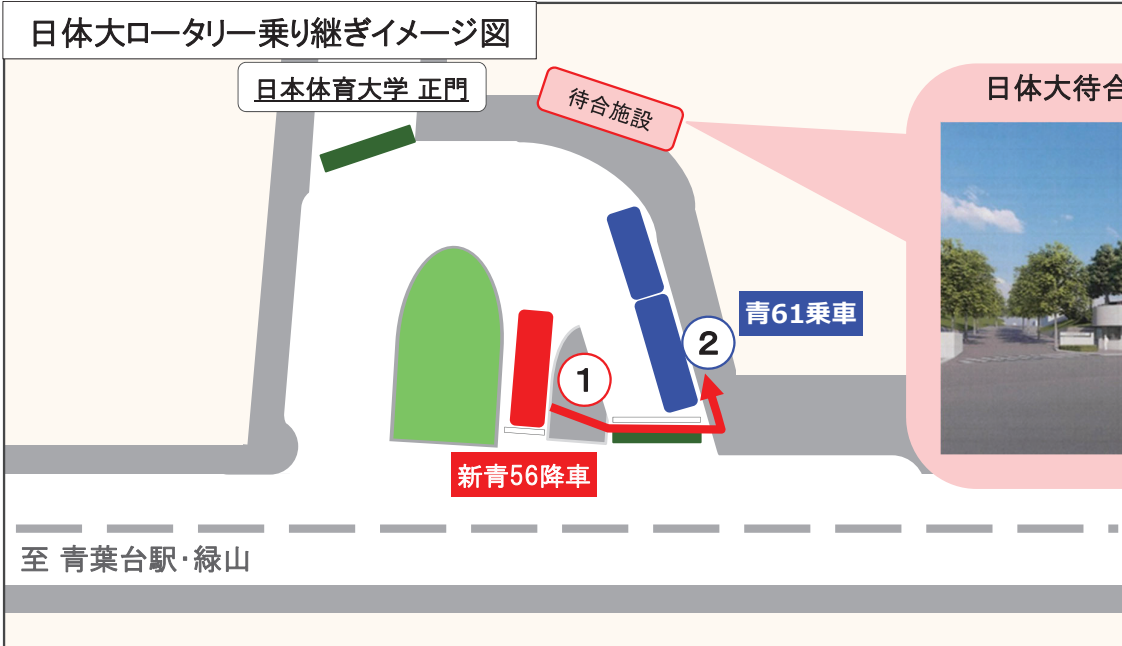 日体大ロータリー乗り継ぎイメージ図
日本体育大学 正門
待合施設
日体大待合
青61乗車
②
①
新青56降車
至 青葉台駅・緑山